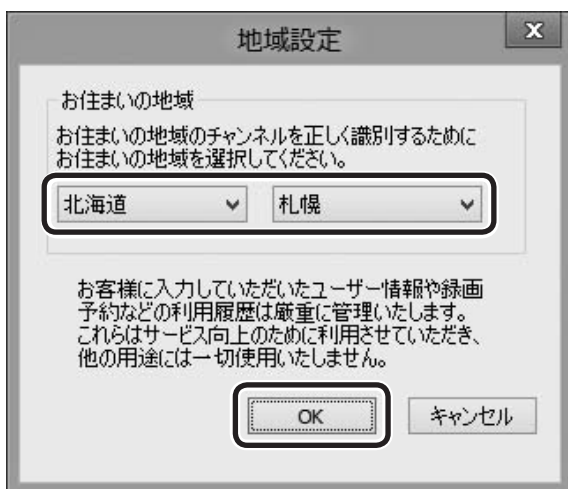 地域設定
x
お住まいの地域
お住まいの地域のチャンネルを正しく識別するために
お住まいの地域を選択してください。
北海道 札幌
お客様に入力していただいたユーザー情報や録画
予約などの利用履歴は厳重に管理いたします。
これらはサービス向上のために利用させていただき、
他の用途には一切使用いたしません。
OK キャンセル